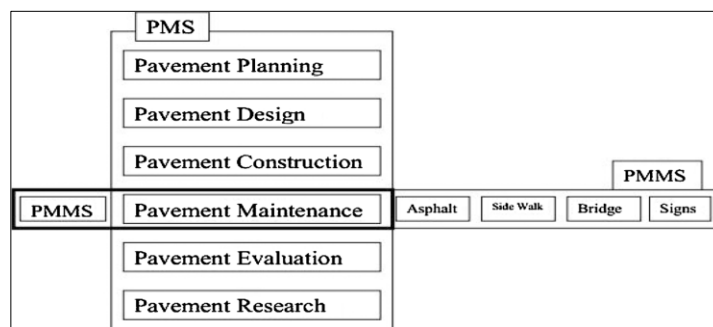 PMS
Pavement Planning
Pavement Design
Pavement Construction
PMMS
PMMS Pavement Maintenance Asphalt Side Walk Bridge Signs
Pavement Evaluation
Pavement Research